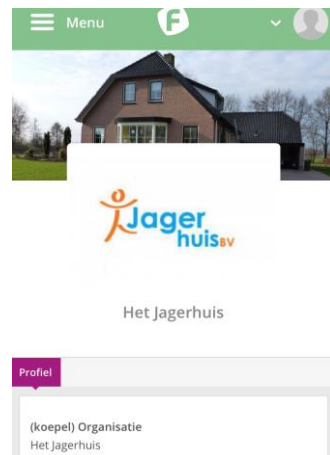 Menu
Jager
huisBV
Het Jagerhuis
Profiel
(koepel) Organisatie
Het Jagerhuis